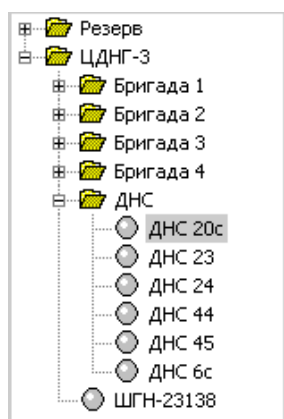 Резерв
ЦДНГ-3
Бригада 1
Бригада 2
Бригада 3
Бригада 4
ДНС
ДНС 20с
ДНС 23
ДНС 24
ДНС 44
ДНС 45
ДНС 6с
ШГН-23138